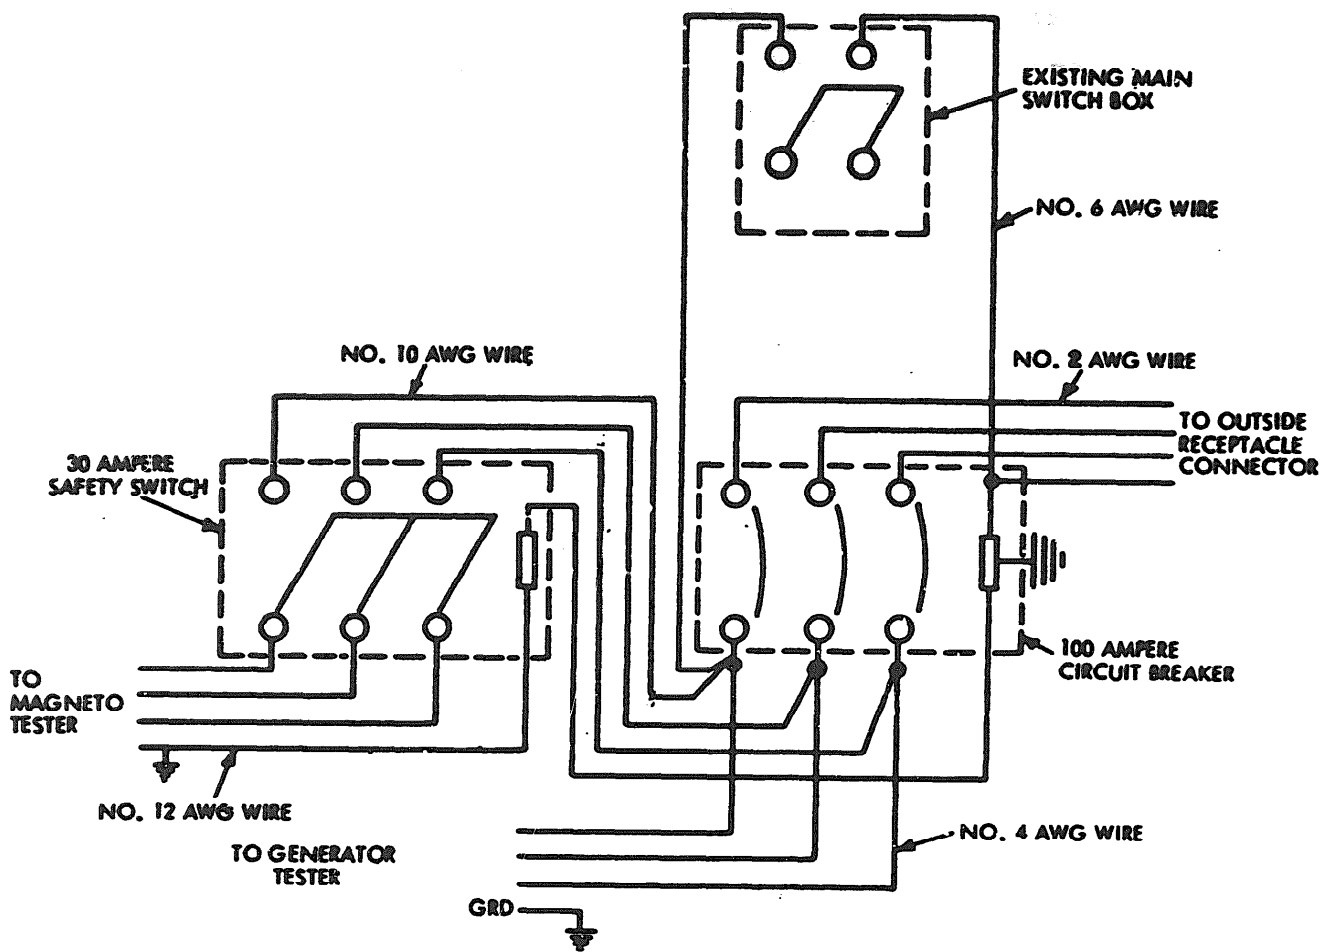 EXISTING MAIN
SWITCH BOX
NO. 6 AWG WIRE
NO. 10 AWG WIRE
NO. 2 AWG WIRE
TO OUTSIDE
RECEPTACLE
CONNECTOR
30 AMPERE
SAFETY SWITCH
100 AMPERE
CIRCUIT BREAKER
TO
MAGNETO
TESTER
NO. 12 AWG WIRE
NO. 4 AWG WIRE
TO GENERATOR
TESTER
GRD